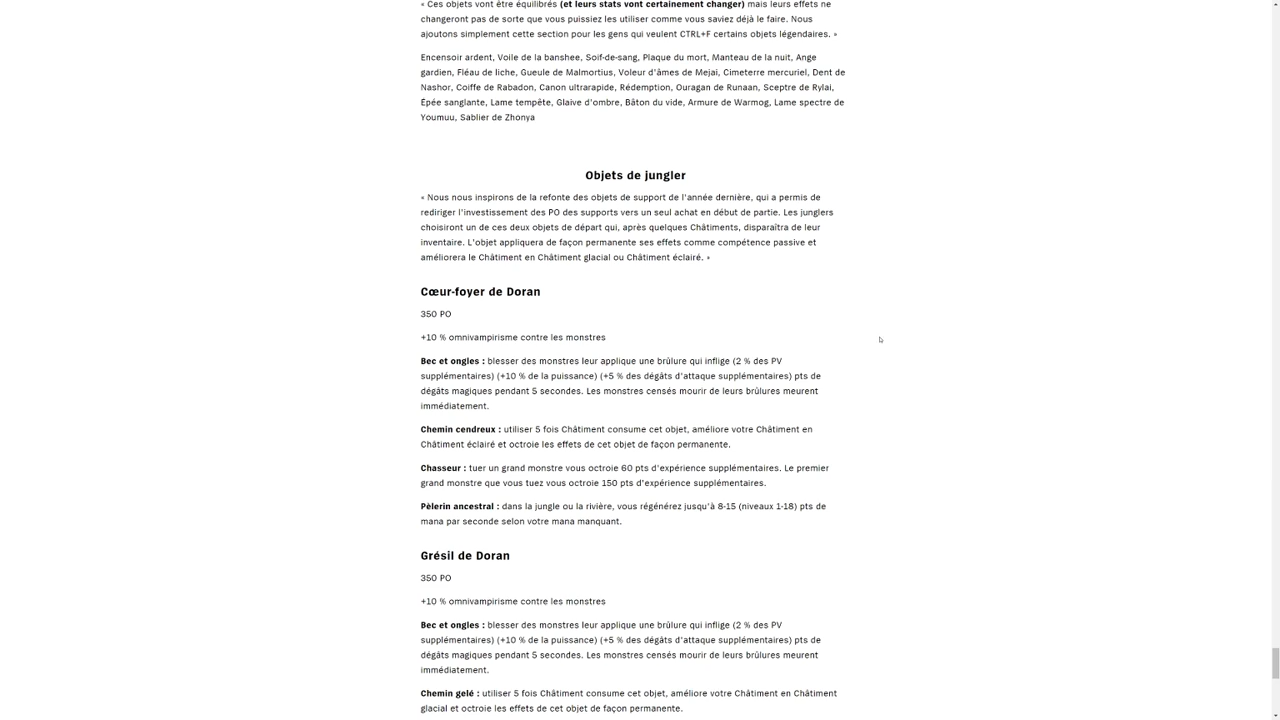 « Ces objets vont être équilibrés (et leurs stats vont certainement changer) mais leurs effets ne
changeront pas de sorte que vous puissiez les utiliser comme vous saviez déjà le faire. Nous
ajoutons simplement cette section pour les gens qui veulent CTRL+F certains objets légendaires. »
Encensoir ardent, Voile de la banshee, Soif-de-sang, Plaque du mort, Manteau de la nuit, Ange
gardien, Fléau de liche, Gueule de Malmortius, Voleur d'âmes de Mejai, Cimeterre mercuriel, Dent de
Nashor, Coiffe de Rabadon, Canon ultrarapide, Rédemption, Ouragan de Runaan, Sceptre de Rylai,
Épée sanglante, Lame tempête, Glaive d'ombre, Bâton du vide, Armure de Warmog, Lame spectre de
Youmuu, Sablier de Zhonya
Objets de jungler
« Nous nous inspirons de la refonte des objets de support de l'année dernière, qui a permis de
rediriger l'investissement des PO des supports vers un seul achat en début de partie. Les junglers
choisiront un de ces deux objets de départ qui, après quelques Châtiments, disparaîtra de leur
inventaire. L'objet appliquera de façon permanente ses effets comme compétence passive et
améliorera le Châtiment en Châtiment glacial ou Châtiment éclairé. »
Cœur-foyer de Doran
350 PO
+10 % omnivampirisme contre les monstres
Bec et ongles : blesser des monstres leur applique une brûlure qui inflige (2 % des PV
supplémentaires) (+10 % de la puissance) (+5 % des dégâts d'attaque supplémentaires) pts de
dégâts magiques pendant 5 secondes. Les monstres censés mourir de leurs brûlures meurent
immédiatement.
Chemin cendreux : utiliser 5 fois Châtiment consume cet objet, améliore votre Châtiment en
Châtiment éclairé et octroie les effets de cet objet de façon permanente.
Chasseur : tuer un grand monstre vous octroie 60 pts d'expérience supplémentaires. Le premier
grand monstre que vous tuez vous octroie 150 pts d'expérience supplémentaires.
Pèlerin ancestral : dans la jungle ou la rivière, vous régénérez jusqu'à 8-15 (niveaux 1-18) pts de
mana par seconde selon votre mana manquant.
Grésil de Doran
350 PO
+10 % omnivampirisme contre les monstres
Bec et ongles : blesser des monstres leur applique une brûlure qui inflige (2 % des PV
supplémentaires) (+10 % de la puissance) (+5 % des dégâts d'attaque supplémentaires) pts de
dégâts magiques pendant 5 secondes. Les monstres censés mourir de leurs brûlures meurent
immédiatement.
Chemin gelé : utiliser 5 fois Châtiment consume cet objet, améliore votre Châtiment en Châtiment
glacial et octroie les effets de cet objet de façon permanente.